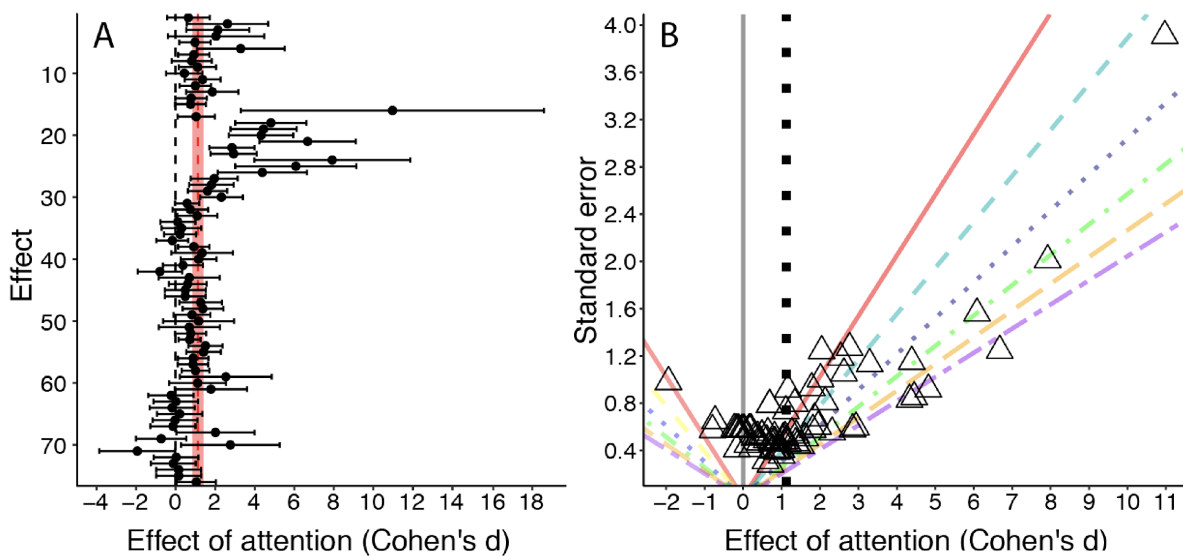 A
Effect
10
20
30
40
50
60
70
−4 −2 0 2 4 6 8 10 12 14 16 18
Effect of attention (Cohen's d)
B
Standard error
4.0
3.6
3.2
2.8
2.4
2.0
1.6
1.2
0.8
0.4
−2 −1 0 1 2 3 4 5 6 7 8 9 10 11
Effect of attention (Cohen's d)